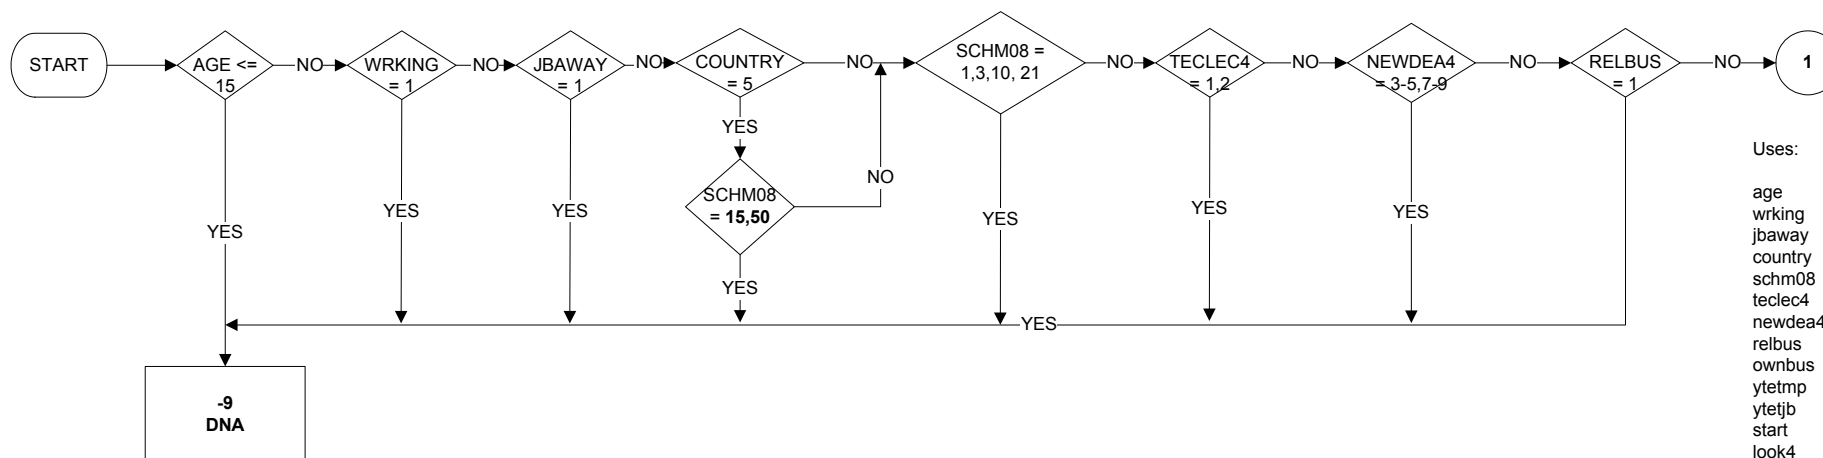 START
AGE <=
15
NO
WRKING
= 1
NO
JBAWAY
= 1
NO
COUNTRY
= 5
NO
SCHM08 =
1,3,10, 21
NO
TECLEC4
= 1,2
NO
NEWDEA4
= 3-5,7-9
NO
RELBUS
= 1
NO
1
YES
SCHM08
= 15,50
NO
YES
YES
YES
YES
YES
YES
YES
YES
YES
-9
DNA
Uses:
age
wrking
jbaway
country
schm08
teclec4
newdea4
relbus
ownbus
ytetmp
ytetjb
start
look4